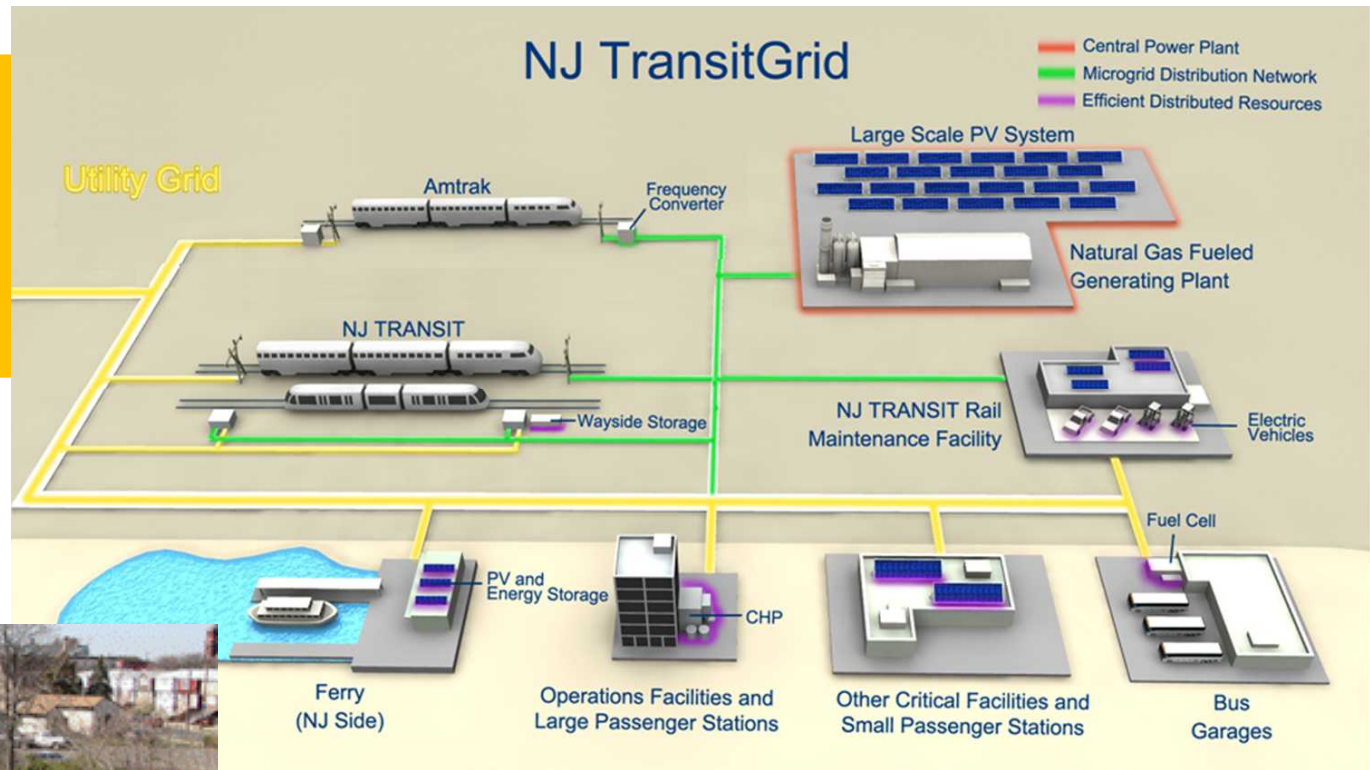 NJ TransitGrid
Central Power Plant
Microgrid Distribution Network
Efficient Distributed Resources
Large Scale PV System
Utility Grid
Amtrak
Frequency
Converter
Natural Gas Fueled
Generating Plant
NJ TRANSIT
Wayside Storage
NJ TRANSIT Rail
Maintenance Facility
Electric
Vehicles
Fuel Cell
PV and
Energy Storage
CHP
Ferry
(NJ Side)
Operations Facilities and
Large Passenger Stations
Other Critical Facilities and
Small Passenger Stations
Bus
Garages